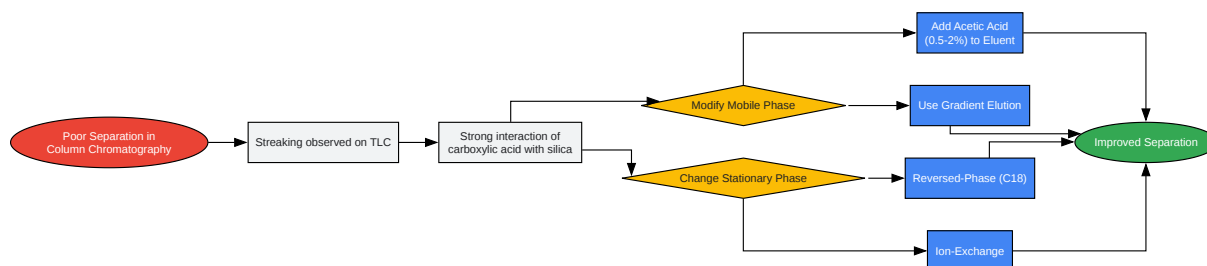 Poor Separation in
Column Chromatography
Streaking observed on TLC
Strong interaction of
carboxylic acid with silica
Modify Mobile Phase
Change Stationary Phase
Add Acetic Acid
(0.5-2%) to Eluent
Use Gradient Elution
Reversed-Phase (C18)
Ion-Exchange
Improved Separation